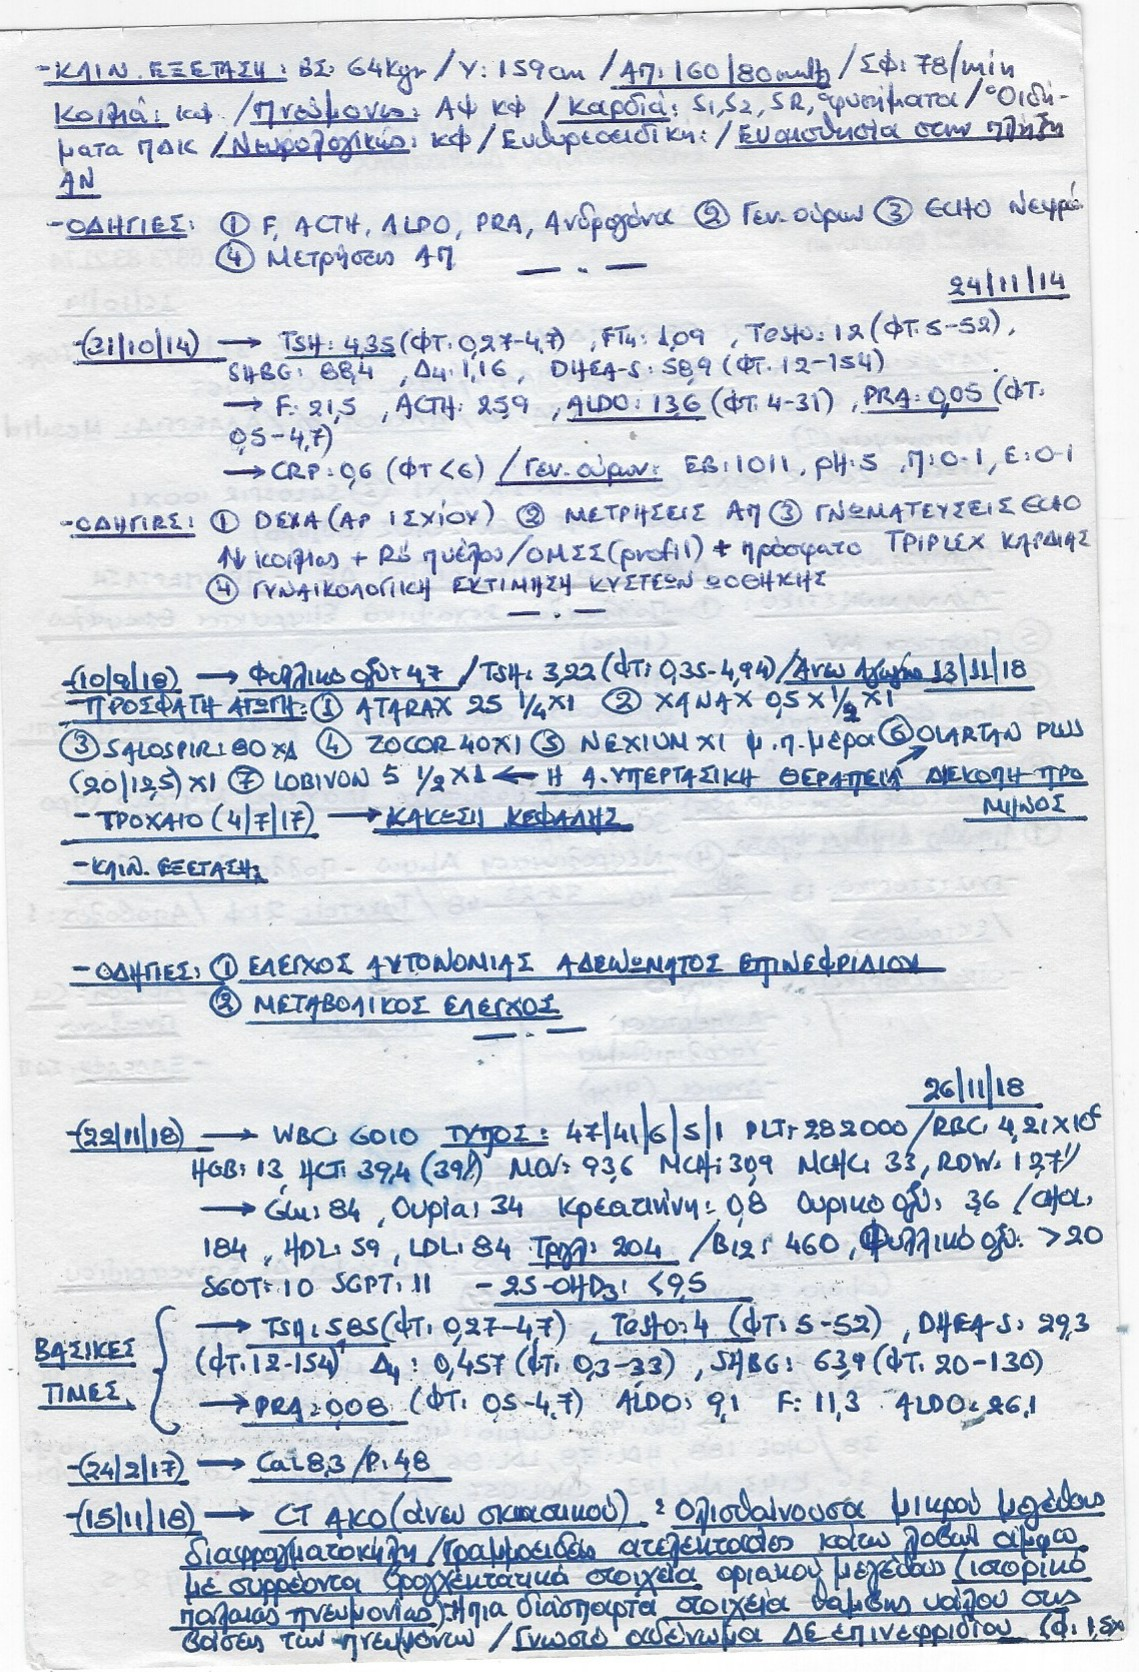 -ΚΛΙΝ. ΕΞΕΤΑΣΗ: ΒΣ: 64Kgr / Υ: 159cm / ΑΠ: 160/80mmHg / ΣΦ: 78/min
Κοιλιά: κφ / Πνεύμονες: ΑΨ ΚΦ / Καρδιά: S1, S2, SR, φυσήματα / Οιδή-
ματα ΠΔΚ / Νευρολογικώς: κφ / Ευθυρεοειδική: / Ευαισθησία στην πλήξη
ΑΝ
-ΟΔΗΓΙΕΣ: ① F, ACTH, ALDO, PRA, Ανδρογόνα ② Γεν. ούρων ③ ECHO Νεφρώ
④ Μετρήσεις ΑΠ
24/11/14
-(31/10/14) → TSH: 4,35 (ΦΤ: 0,27-4,7), FT4: 1,09, Testo: 12 (ΦΤ: 5-52),
SHBG: 88,4, Δ4: 1,16, DHEA-S: 58,9 (ΦΤ. 12-154)
→ F: 21,5, ACTH: 25,9, ALDO: 13,6 (ΦΤ: 4-31), PRA: 0,05 (ΦΤ:
0,5-4,7)
→ CRP: 0,6 (ΦΤ <6) / Γεν. ούρων: ΕΒ: 1011, pH: 5, Π: 0-1, Ε: 0-1
-ΟΔΗΓΙΕΣ: ① DEXA (ΑΡ ΙΣΧΙΟΥ) ② ΜΕΤΡΗΣΕΙΣ ΑΠ ③ ΓΝΩΜΑΤΕΥΣΕΙΣ ECHO
κοιλίας + Rö πυέλου / ΟΜΣΣ (profil) + πρόσφατο TRIPLEX ΚΑΡΔΙΑΣ
④ ΓΥΝΑΙΚΟΛΟΓΙΚΗ ΕΚΤΙΜΗΣΗ ΚΥΣΤΕΩΝ ΩΟΘΗΚΗΣ
-(10/9/18) → Φυλλικό οξύ: 4,7 / TSH: 3,22 (ΦΤ: 0,35-4,94) / Άνευ Αγωγής 13/11/18
-ΠΡΟΣΦΑΤΗ ΑΓΩΓΗ: ① ATARAX 25 1/4 X1 ② XANAX 0,5 X 1/2 X1
③ SALOSPIR: 80 X1 ④ ZOCOR 40X1 ⑤ NEXIUM X1 μ.π. μέρα ⑥ OLARTAN PLUS
(20/12,5) X1 ⑦ LOBIVON 5 1/2 X1 ← Η Α. ΥΠΕΡΤΑΣΙΚΗ ΘΕΡΑΠΕΙΑ ΔΙΕΚΟΠΗ ΠΡΟ
ΜΗΝΟΣ
-ΤΡΟΧΑΙΟ (4/7/17) → ΚΑΚΩΣΗ ΚΕΦΑΛΗΣ
-ΚΛΙΝ. ΕΞΕΤΑΣΗ:
-ΟΔΗΓΙΕΣ: ① ΕΛΕΓΧΟΣ ΑΥΤΟΝΟΜΙΑΣ ΑΔΕΝΩΜΑΤΟΣ ΕΠΙΝΕΦΡΙΔΙΟΥ
② ΜΕΤΑΒΟΛΙΚΟΣ ΕΛΕΓΧΟΣ
26/11/18
-(22/11/18) → WBC: 6010 ΤΥΠΟΣ: 47/41/6/5/1 PLT: 282000 / RBC: 4,21x10⁶
HGB: 13, HCT: 39,4 (39%) MCV: 93,6 MCH: 30,9 MCHC: 33, RDW: 12,7%
→ Glu: 84, Ουρία: 34 Κρεατινίνη: 0,8 Ουρικό οξύ: 3,6 / CHOL:
184, HDL: 59, LDL: 84 Τριγλ: 204 / B12: 460, Φυλλικό οξύ: >20
SGOT: 10 SGPT: 11 - 25-OHD3: <9,5
ΒΑΣΙΚΕΣ ΤΙΜΕΣ
→ TSH: 5,85 (ΦΤ: 0,27-4,7), Testo: 4 (ΦΤ: 5-52), DHEA-S: 29,3
(ΦΤ. 12-154) Δ4: 0,457 (ΦΤ: 0,3-33), SHBG: 63,9 (ΦΤ. 20-130)
→ PRA: 0,08 (ΦΤ: 0,5-4,7) ALDO: 9,1 F: 11,3 ALDO: 26,1
-(24/2/17) → Ca: 8,3 / P: 4,8
-(15/11/18) → CT ΑΚΟ (άνευ σκιασικού): Ολισθαίνουσα μικρού μεγέθους
διαφραγματοκήλη / Γραμμοειδείς ατελεκτασίες κάτω λοβών άμφω
με συρρέοντα βρογχεκτατικά στοιχεία οριακού μεγέθους (ιστορικό
παλαιάς πνευμονίας). Ήπια διάσπαρτα στοιχεία θάμβης υάλου στις
βάσεις των πνευμόνων / Γνωστό αδένωμα ΔΕ επινεφριδίου (Φ: 1,5x